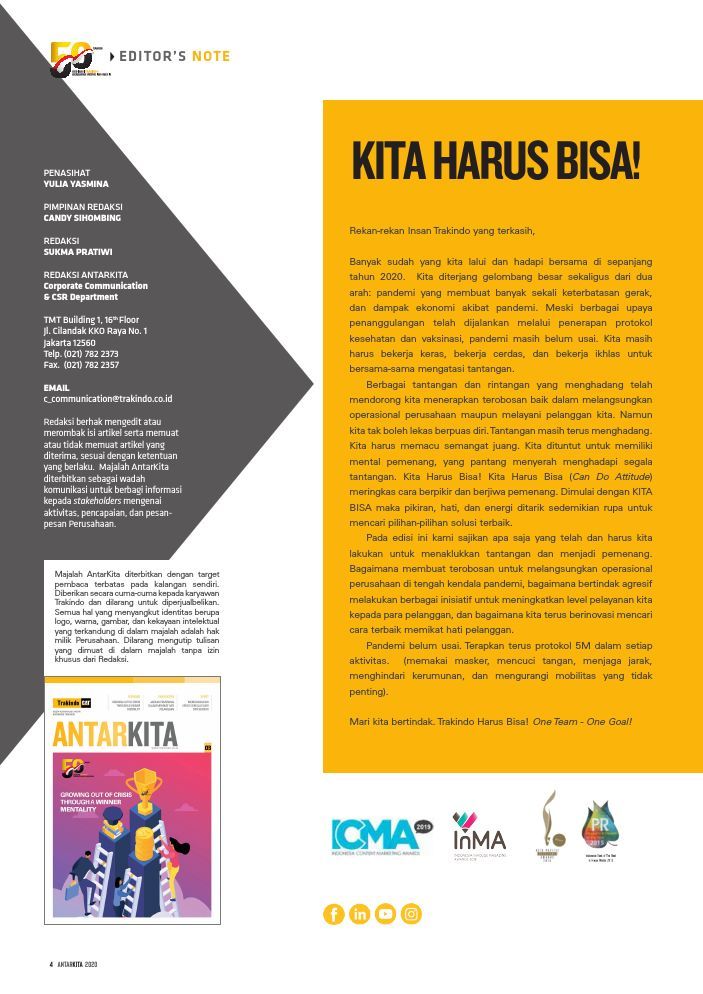 50
EDITOR'S NOTE
PENASIHAT
YULIA YASMINA
PIMPINAN REDAKSI
CANDY SIHOMBING
REDAKSI
SUKMA PRATIWI
REDAKSI ANTARKITA
Corporate Communication
& CSR Department
TMT Building 1, 16th Floor
Jl. Cilandak KKO Raya No. 1
Jakarta 12560
Telp. (021) 782 2373
Fax. (021) 782 2357
EMAIL
c_communication@trakindo.co.id
Redaksi berhak mengedit atau
merombak isi artikel serta memuat
atau tidak memuat artikel yang
diterima, sesuai dengan ketentuan
yang berlaku. Majalah AntarKita
diterbitkan sebagai wadah
komunikasi untuk berbagi informasi
kepada stakeholders mengenai
aktivitas, pencapaian, dan pesan-
pesan Perusahaan.
Majalah AntarKita diterbitkan dengan target
pembaca terbatas pada kalangan sendiri.
Diberikan secara cuma-cuma kepada karyawan
Trakindo dan dilarang untuk diperjualbelikan.
Semua hal yang menyangkut identitas berupa
logo, warna, gambar, dan kekayaan intelektual
yang terkandung di dalam majalah adalah hak
milik Perusahaan. Dilarang mengutip tulisan
yang dimuat di dalam majalah tanpa izin
khusus dari Redaksi.
Trakindo CAT
ANTARKITA
03
50
GROWING OUT OF CRISIS
THROUGH A WINNER
MENTALITY
KITA HARUS BISA!
Rekan-rekan Insan Trakindo yang terkasih,
Banyak sudah yang kita lalui dan hadapi bersama di sepanjang
tahun 2020. Kita diterjang gelombang besar sekaligus dari dua
arah: pandemi yang membuat banyak sekali keterbatasan gerak,
dan dampak ekonomi akibat pandemi. Meski berbagai upaya
penanggulangan telah dijalankan melalui penerapan protokol
kesehatan dan vaksinasi, pandemi masih belum usai. Kita masih
harus bekerja keras, bekerja cerdas, dan bekerja ikhlas untuk
bersama-sama mengatasi tantangan.
Berbagai tantangan dan rintangan yang menghadang telah
mendorong kita menerapkan terobosan baik dalam melangsungkan
operasional perusahaan maupun melayani pelanggan kita. Namun
kita tak boleh lekas berpuas diri. Tantangan masih terus menghadang.
Kita harus memacu semangat juang. Kita dituntut untuk memiliki
mental pemenang, yang pantang menyerah menghadapi segala
tantangan. Kita Harus Bisa! Kita Harus Bisa (Can Do Attitude)
meringkas cara berpikir dan berjiwa pemenang. Dimulai dengan KITA
BISA maka pikiran, hati, dan energi ditarik sedemikian rupa untuk
mencari pilihan-pilihan solusi terbaik.
Pada edisi ini kami sajikan apa saja yang telah dan harus kita
lakukan untuk menaklukkan tantangan dan menjadi pemenang.
Bagaimana membuat terobosan untuk melangsungkan operasional
perusahaan di tengah kendala pandemi, bagaimana bertindak agresif
melakukan berbagai inisiatif untuk meningkatkan level pelayanan kita
kepada para pelanggan, dan bagaimana kita terus berinovasi mencari
cara terbaik memikat hati pelanggan.
Pandemi belum usai. Terapkan terus protokol 5M dalam setiap
aktivitas. (memakai masker, mencuci tangan, menjaga jarak,
menghindari kerumunan, dan mengurangi mobilitas yang tidak
penting).
Mari kita bertindak. Trakindo Harus Bisa! One Team - One Goal!
ICMA 2019
INDONESIA CONTENT MARKETING AWARDS
InMA
INDONESIA INHOUSE MAGAZINE
PR
2015
4 ANTARKITA 2020